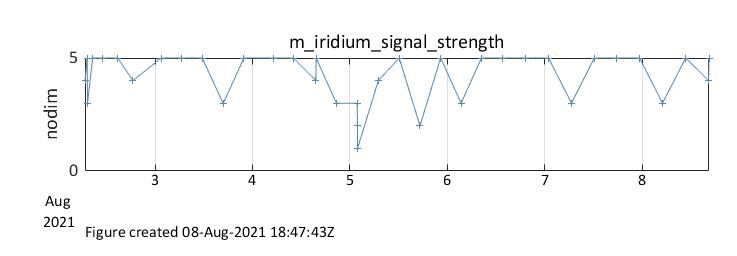 m_iridium_signal_strength
5
nodim
0
3 4 5 6 7 8
Aug
2021
Figure created 08-Aug-2021 18:47:43Z